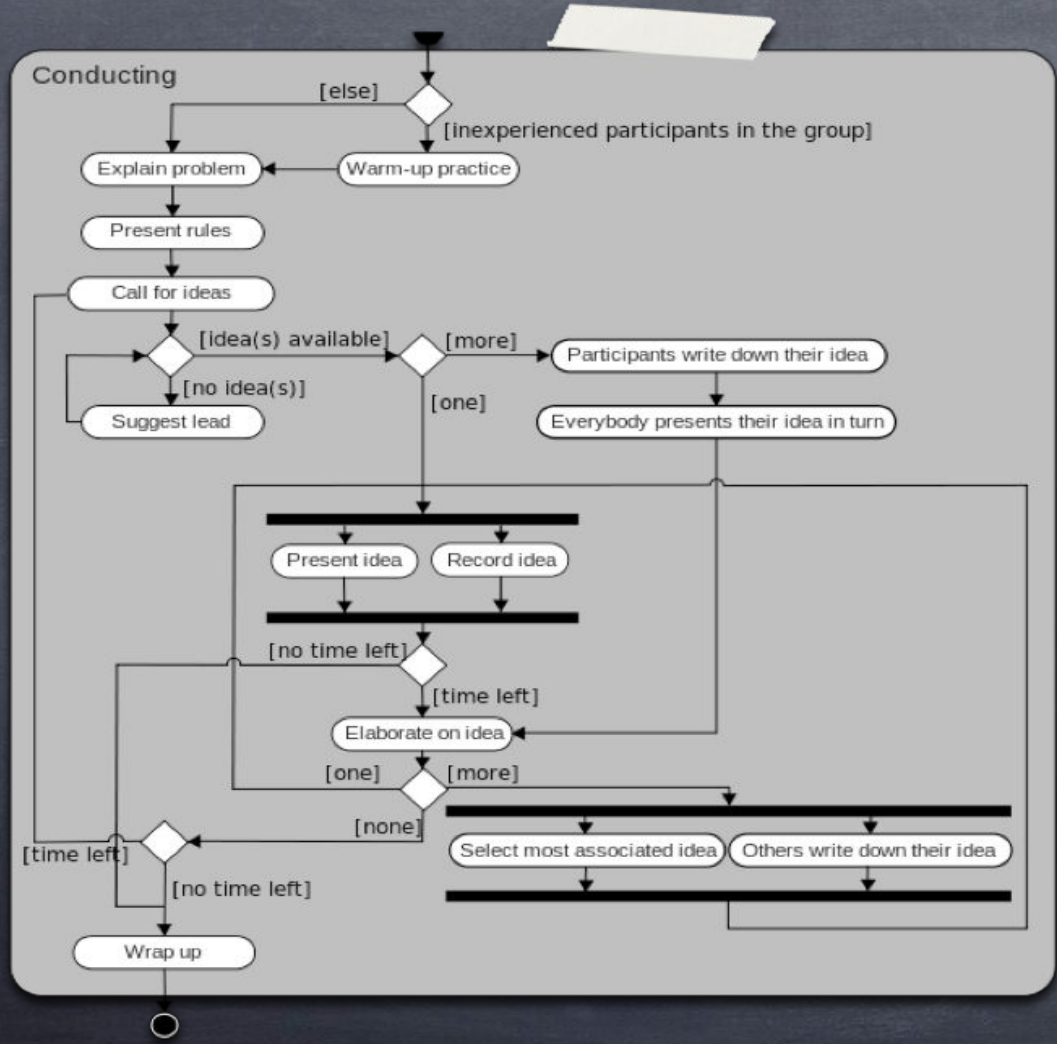 Conducting
[else]
[inexperienced participants in the group]
Explain problem
Warm-up practice
Present rules
Call for ideas
[idea(s) available]
[more]
Participants write down their idea
[no idea(s)]
[one]
Suggest lead
Everybody presents their idea in turn
Present idea
Record idea
[no time left]
[time left]
Elaborate on idea
[one]
[more]
[none]
[time left]
Select most associated idea
Others write down their idea
[no time left]
Wrap up